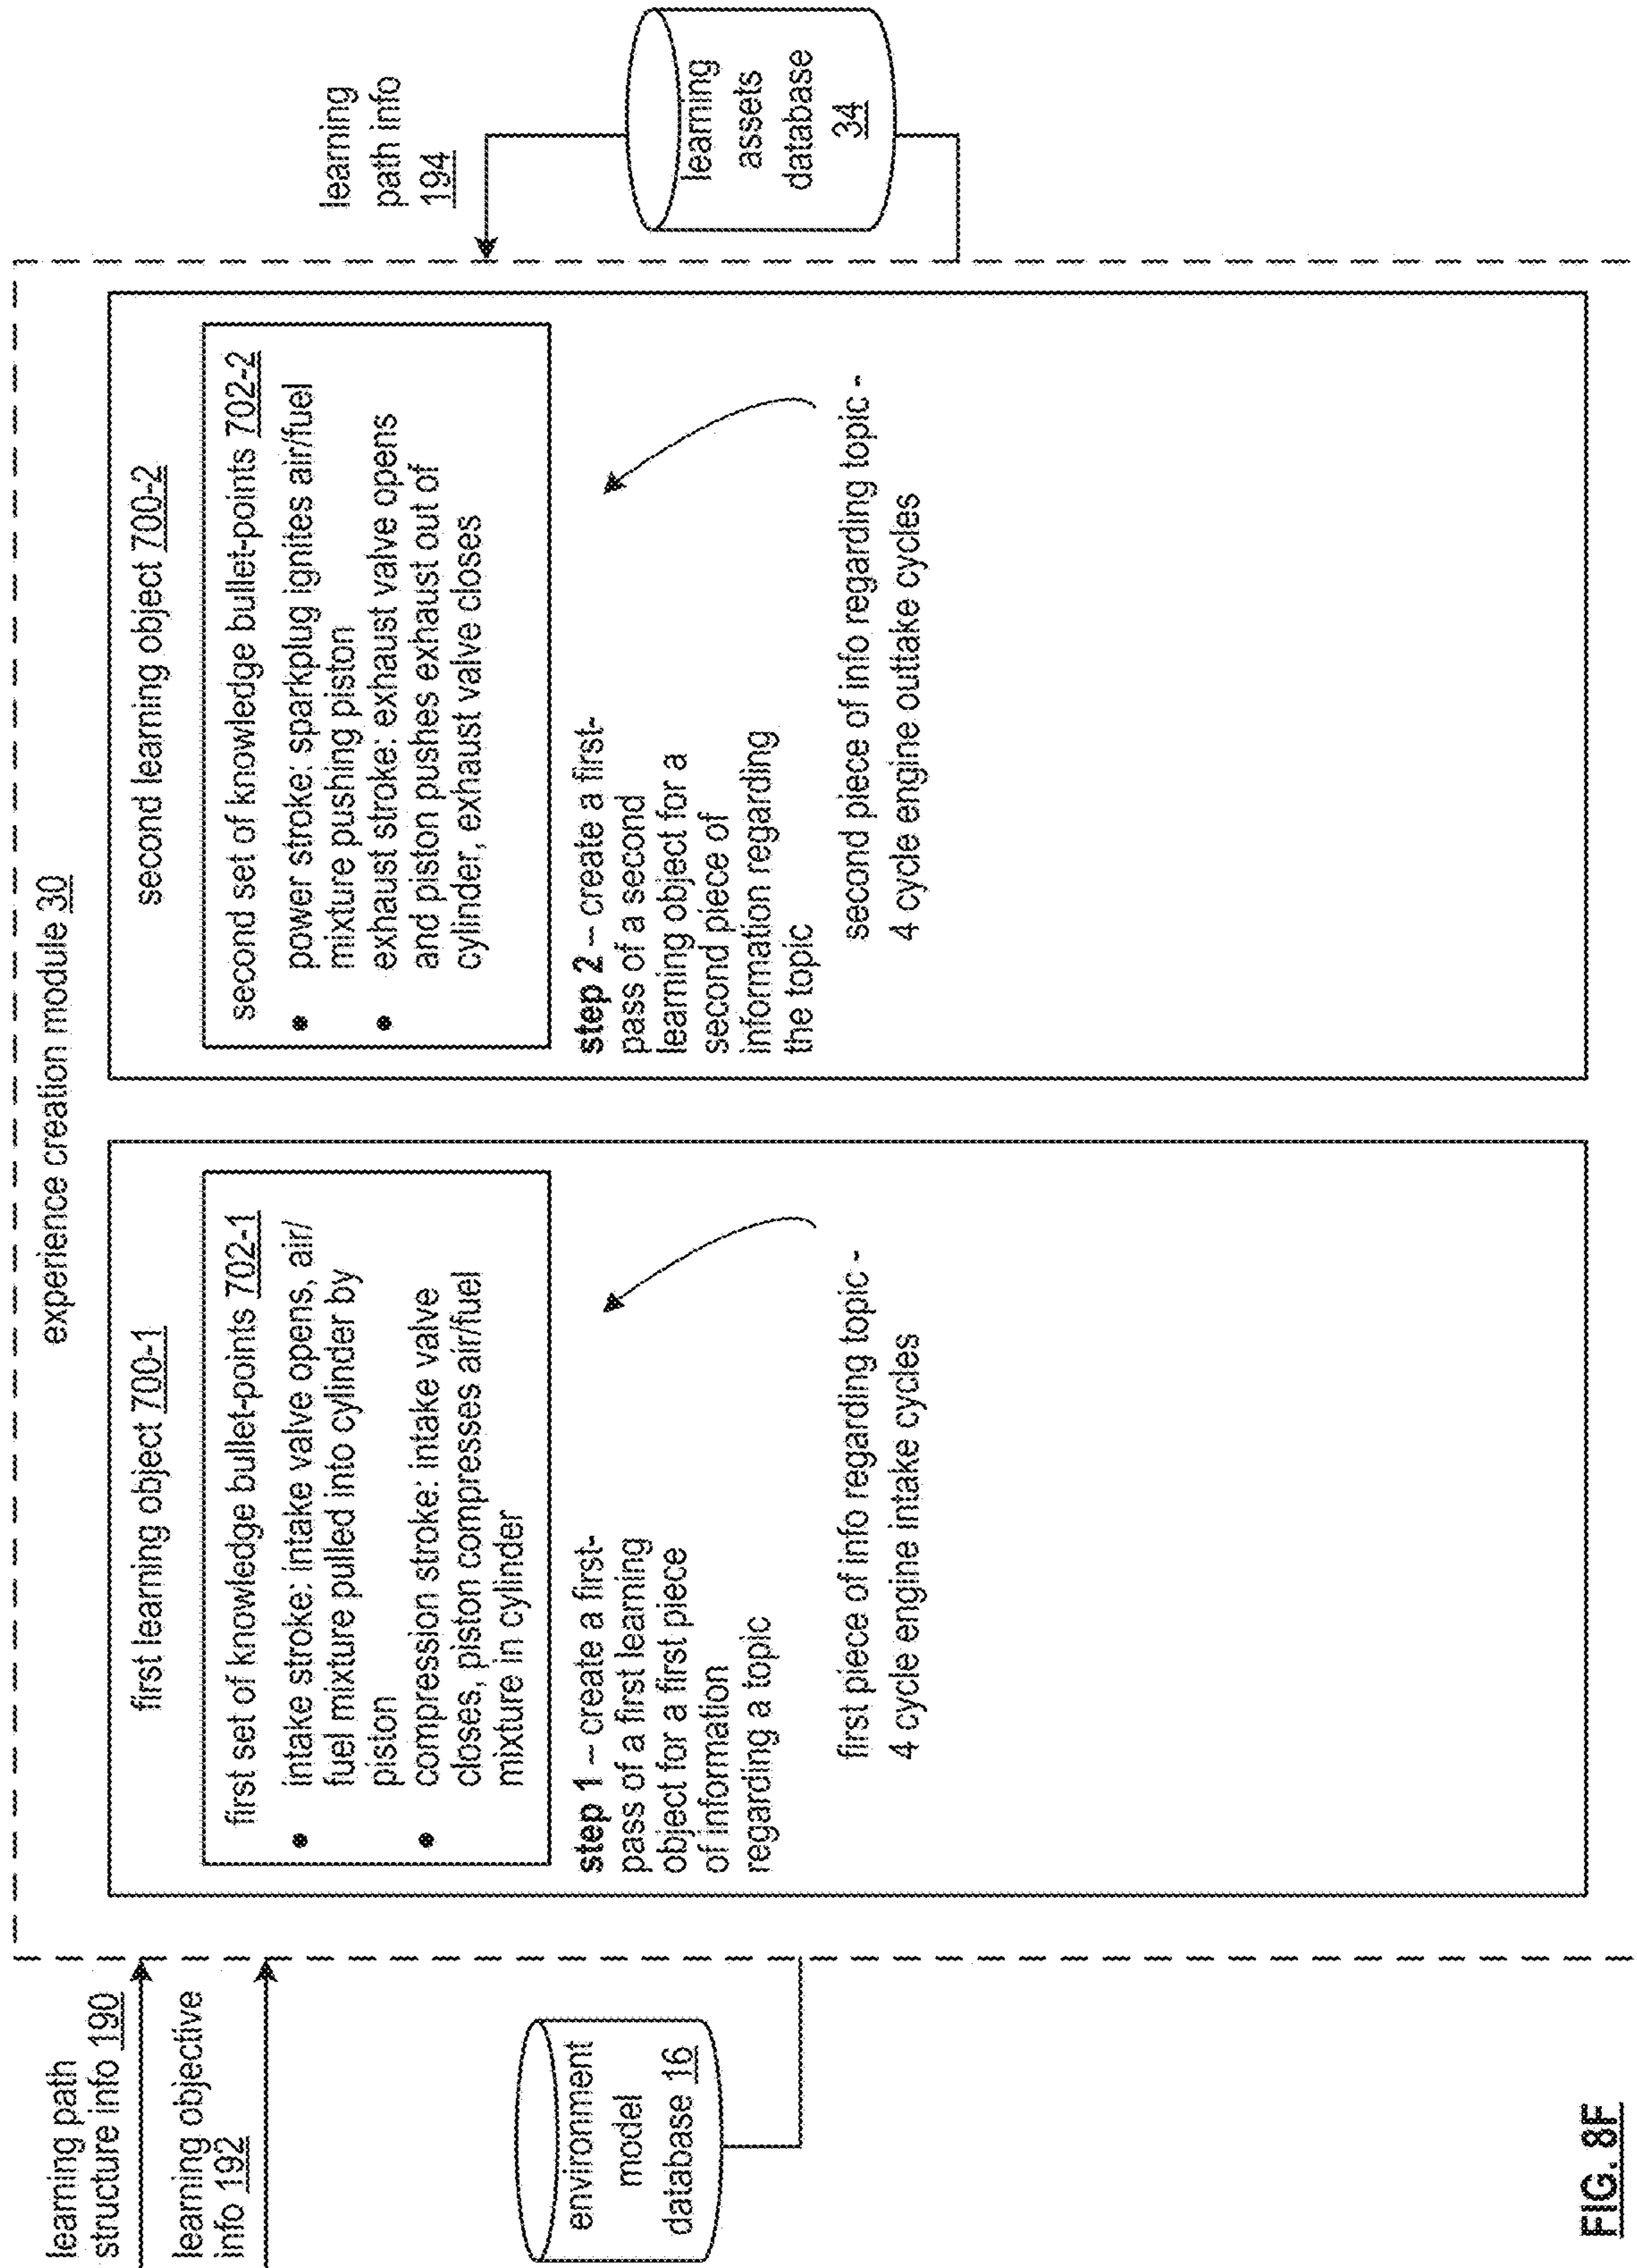 experience creation module 30
learning path
structure info 190
learning objective
info 192
environment
model
database 16
first learning object 700-1
first set of knowledge bullet-points 702-1
• intake stroke: intake valve opens, air/
fuel mixture pulled into cylinder by
piston
• compression stroke: intake valve
closes, piston compresses air/fuel
mixture in cylinder
step 1 – create a first-
pass of a first learning
object for a first piece
of information
regarding a topic
first piece of info regarding topic -
4 cycle engine intake cycles
second learning object 700-2
second set of knowledge bullet-points 702-2
• power stroke: sparkplug ignites air/fuel
mixture pushing piston
• exhaust stroke: exhaust valve opens
and piston pushes exhaust out of
cylinder, exhaust valve closes
step 2 – create a first-
pass of a second
learning object for a
second piece of
information regarding
the topic
second piece of info regarding topic -
4 cycle engine outtake cycles
learning
path info
194
learning
assets
database
34
FIG. 8F